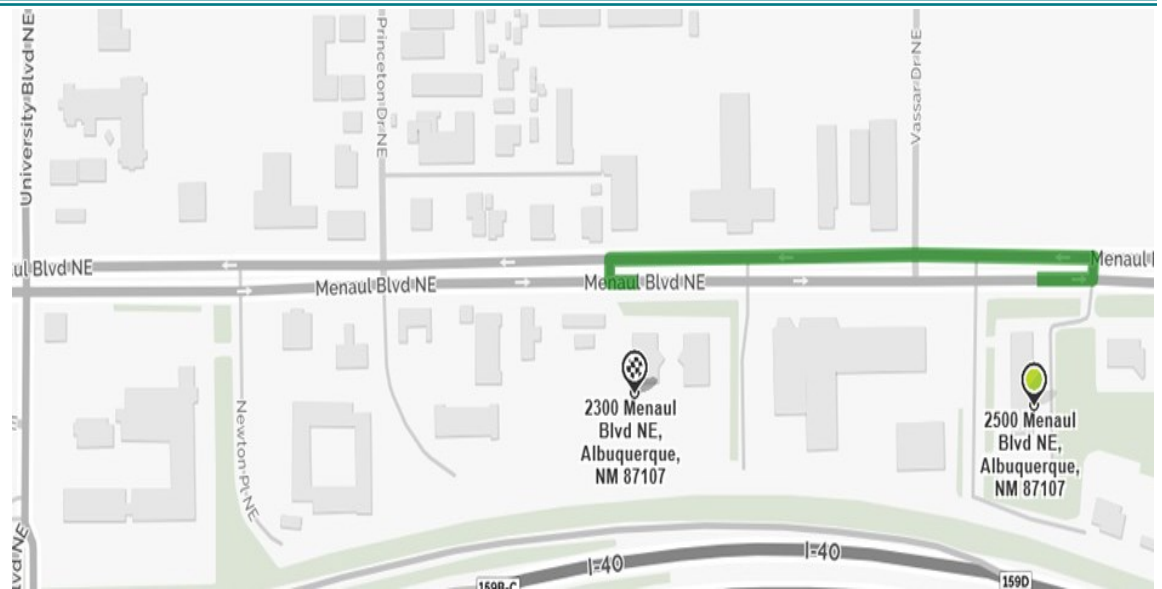 University Blvd NE
Princeton Dr NE
Vassar Dr NE
ul Blvd NE
Menaul Blvd NE
Menaul Blvd NE
Menaul
2300 Menaul
Blvd NE,
Albuquerque,
NM 87107
2500 Menaul
Blvd NE,
Albuquerque,
NM 87107
Newton Pl NE
lvd NE
I-40
I-40
159B-C
159D